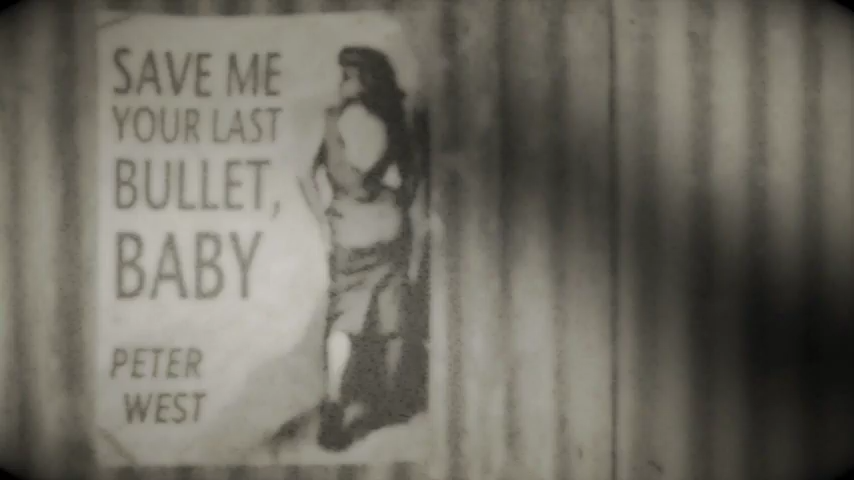 SAVE ME
YOUR LAST
BULLET,
BABY
PETER
WEST